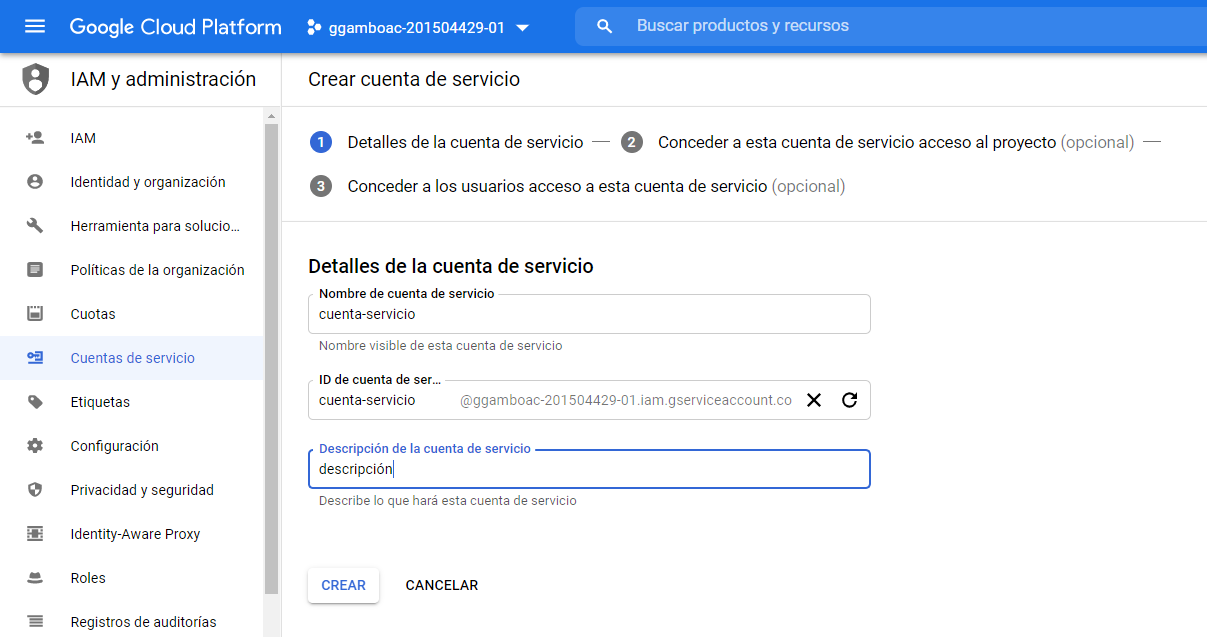 Google Cloud Platform
ggamboac-201504429-01
Buscar productos y recursos
IAM y administración
Crear cuenta de servicio
IAM
Identidad y organización
Herramienta para solucio...
Políticas de la organización
Cuotas
Cuentas de servicio
Etiquetas
Configuración
Privacidad y seguridad
Identity-Aware Proxy
Roles
Registros de auditorías
1 Detalles de la cuenta de servicio — 2 Conceder a esta cuenta de servicio acceso al proyecto (opcional) —
3 Conceder a los usuarios acceso a esta cuenta de servicio (opcional)
Detalles de la cuenta de servicio
Nombre de cuenta de servicio
cuenta-servicio
Nombre visible de esta cuenta de servicio
ID de cuenta de ser...
cuenta-servicio @ggamboac-201504429-01.iam.gserviceaccount.co
Descripción de la cuenta de servicio
descripción
Describe lo que hará esta cuenta de servicio
CREAR CANCELAR